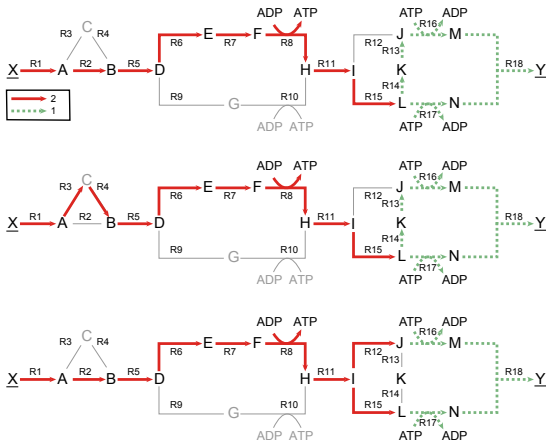 ADP ATP ATP R16 ADP
C E R7 F J M
R3 R4 R6 R8 R12 R13
X R1 A R2 B R5 D H R11 I K R18 Y
R9 R10 R14
G R15 L N
2 ADP ATP R17
1 ATP ADP
ADP ATP ATP R16 ADP
C E R7 F J M
R3 R4 R6 R8 R12 R13
X R1 A R2 B R5 D H R11 I K R18 Y
R9 R10 R14
G R15 L N
ADP ATP R17
ATP ADP
ADP ATP ATP R16 ADP
C E R7 F J M
R3 R4 R6 R8 R12 R13
X R1 A R2 B R5 D H R11 I K R18 Y
R9 R10 R14
G R15 L N
ADP ATP R17
ATP ADP